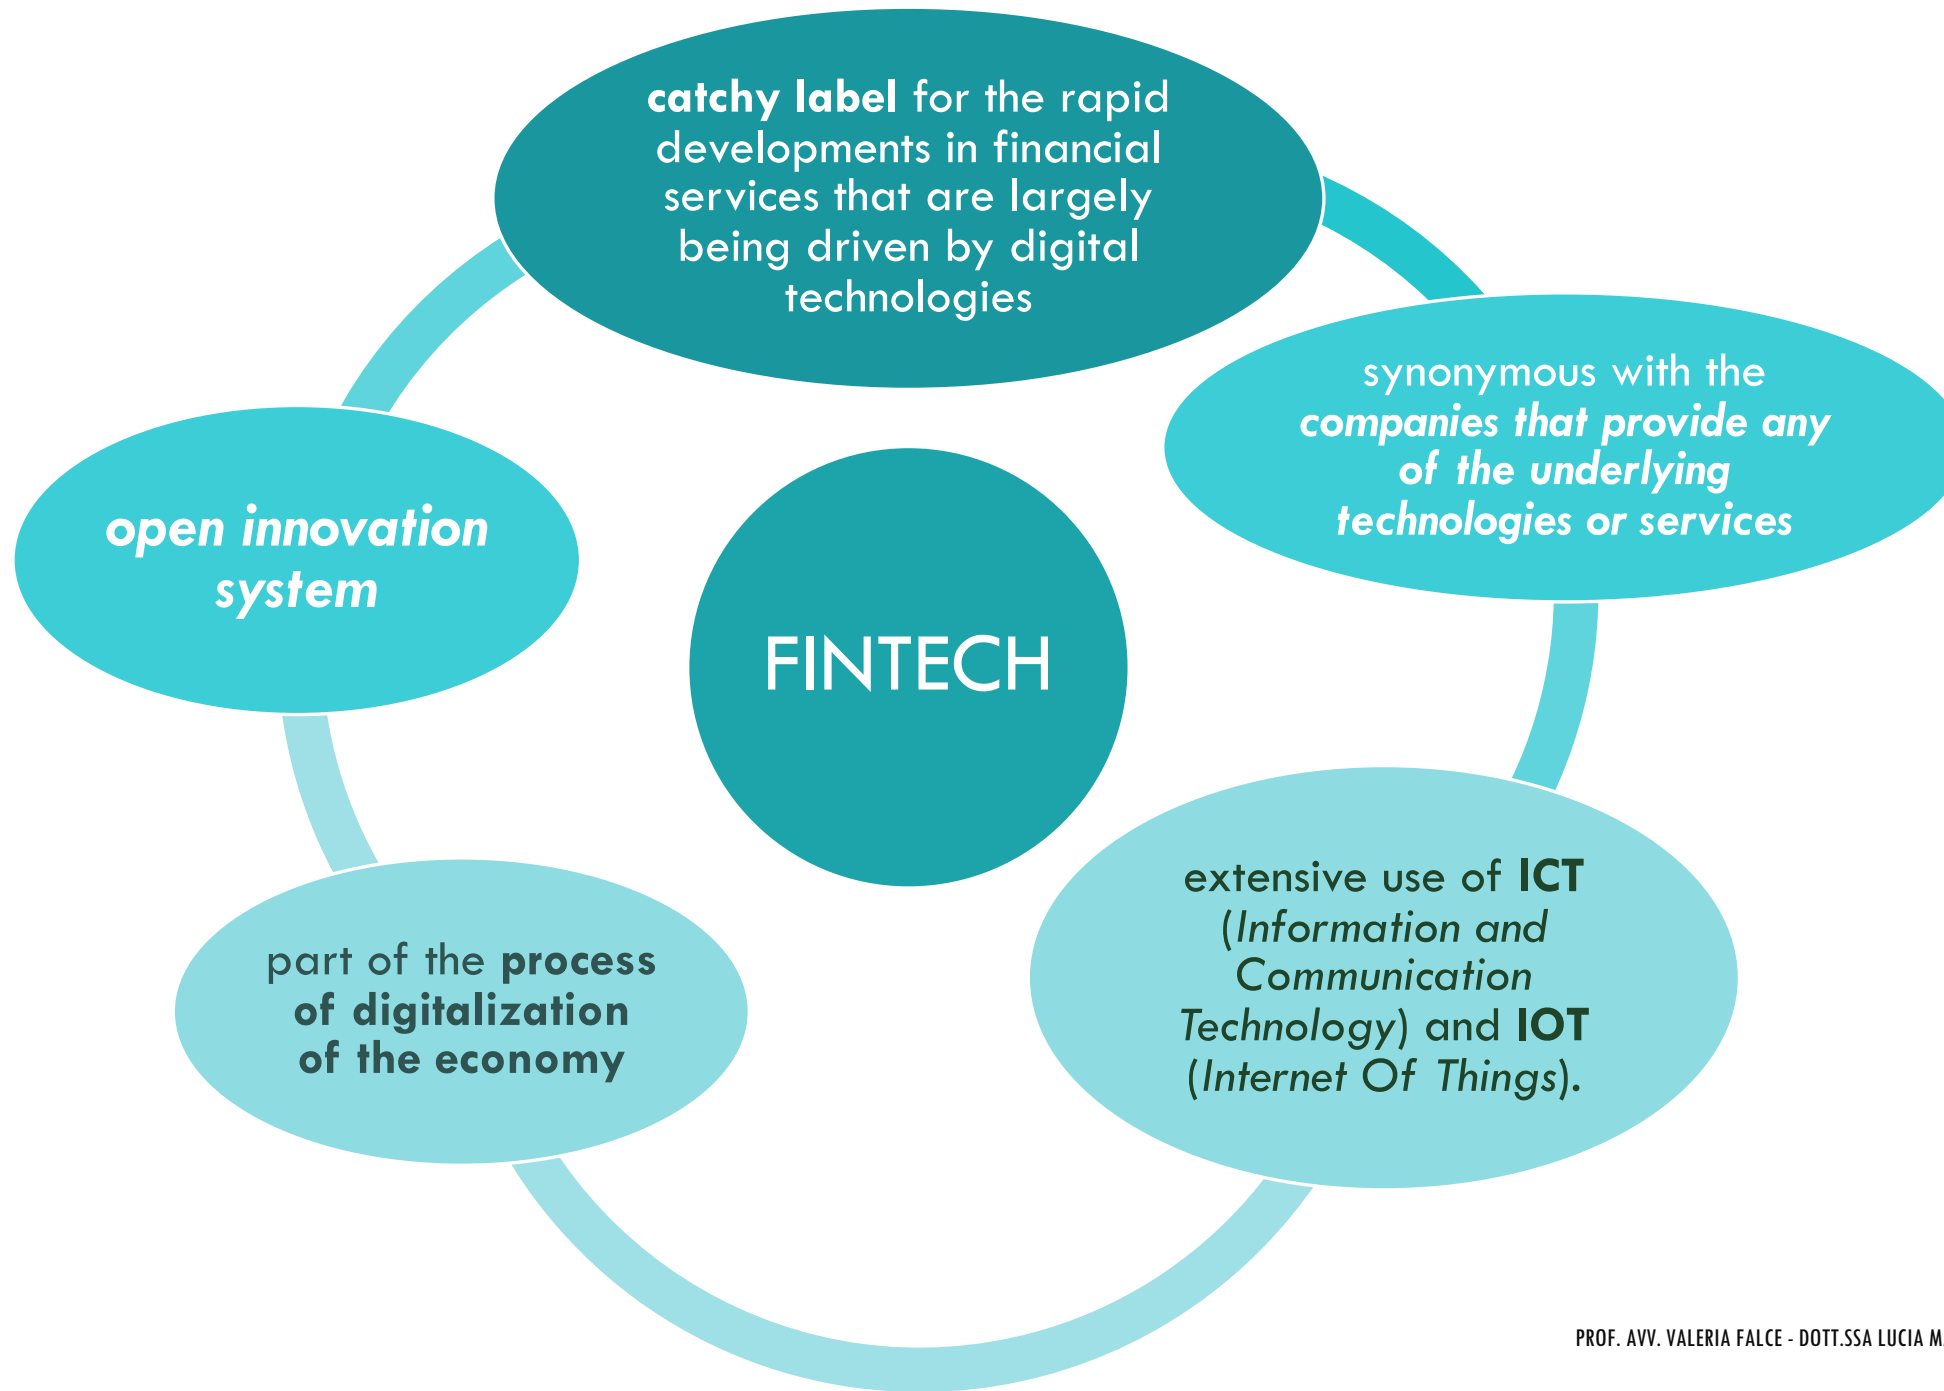 catchy label for the rapid
developments in financial
services that are largely
being driven by digital
technologies
synonymous with the
companies that provide any
of the underlying
technologies or services
open innovation
system
FINTECH
extensive use of ICT
(Information and
Communication
Technology) and IOT
(Internet Of Things).
part of the process
of digitalization
of the economy
PROF. AVV. VALERIA FALCE - DOTT.SSA LUCIA